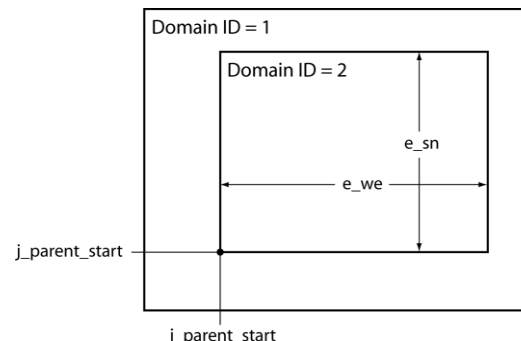 Domain ID = 1
Domain ID = 2
e_sn
e_we
j_parent_start
i_parent_start